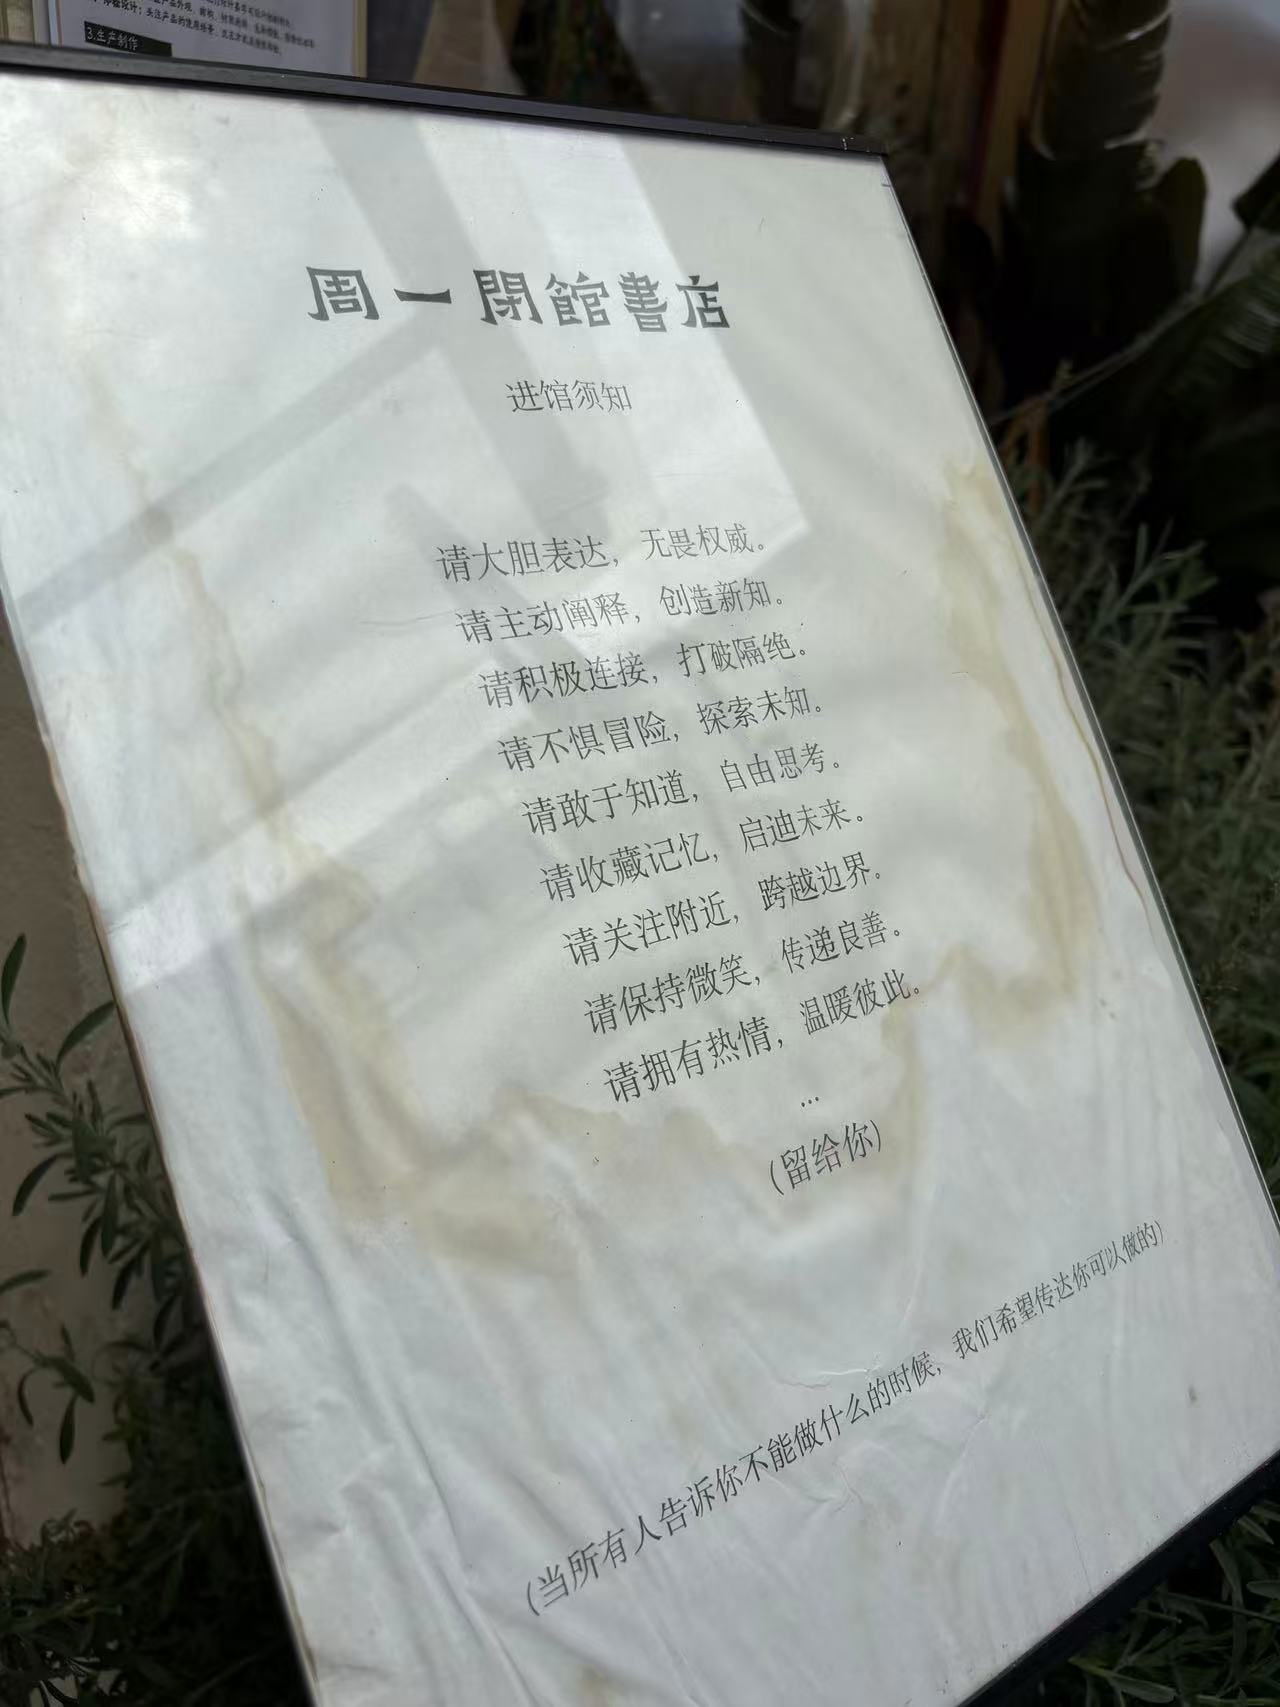 3.生产制作
周一閉館書店
进馆须知
请大胆表达，无畏权威。
请主动阐释，创造新知。
请积极连接，打破隔绝。
请不惧冒险，探索未知。
请敢于知道，自由思考。
请收藏记忆，启迪未来。
请关注附近，跨越边界。
请保持微笑，传递良善。
请拥有热情，温暖彼此。
...
(留给你)
(当所有人告诉你不能做什么的时候，我们希望传达你可以做的)